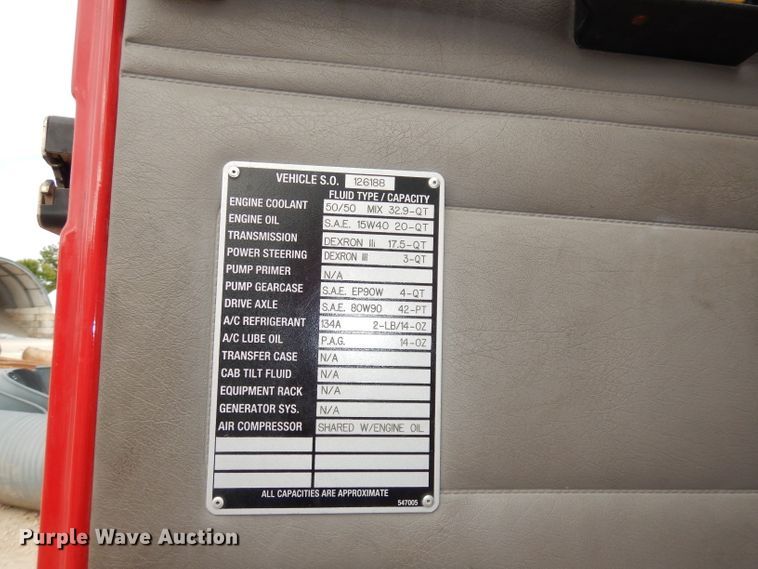 VEHICLE S.O. 126188
FLUID TYPE / CAPACITY
ENGINE COOLANT 50/50 MIX 32.9-QT
ENGINE OIL S.A.E. 15W40 20-QT
TRANSMISSION DEXRON IIi 17.5-QT
POWER STEERING DEXRON III 3-QT
PUMP PRIMER N/A
PUMP GEARCASE S.A.E. EP90W 4-QT
DRIVE AXLE S.A.E. 80W90 42-PT
A/C REFRIGERANT 134A 2-LB/14-OZ
A/C LUBE OIL P.A.G. 14-OZ
TRANSFER CASE N/A
CAB TILT FLUID N/A
EQUIPMENT RACK N/A
GENERATOR SYS. N/A
AIR COMPRESSOR SHARED W/ENGINE OIL
ALL CAPACITIES ARE APPROXIMATE
547005
Purple Wave Auction